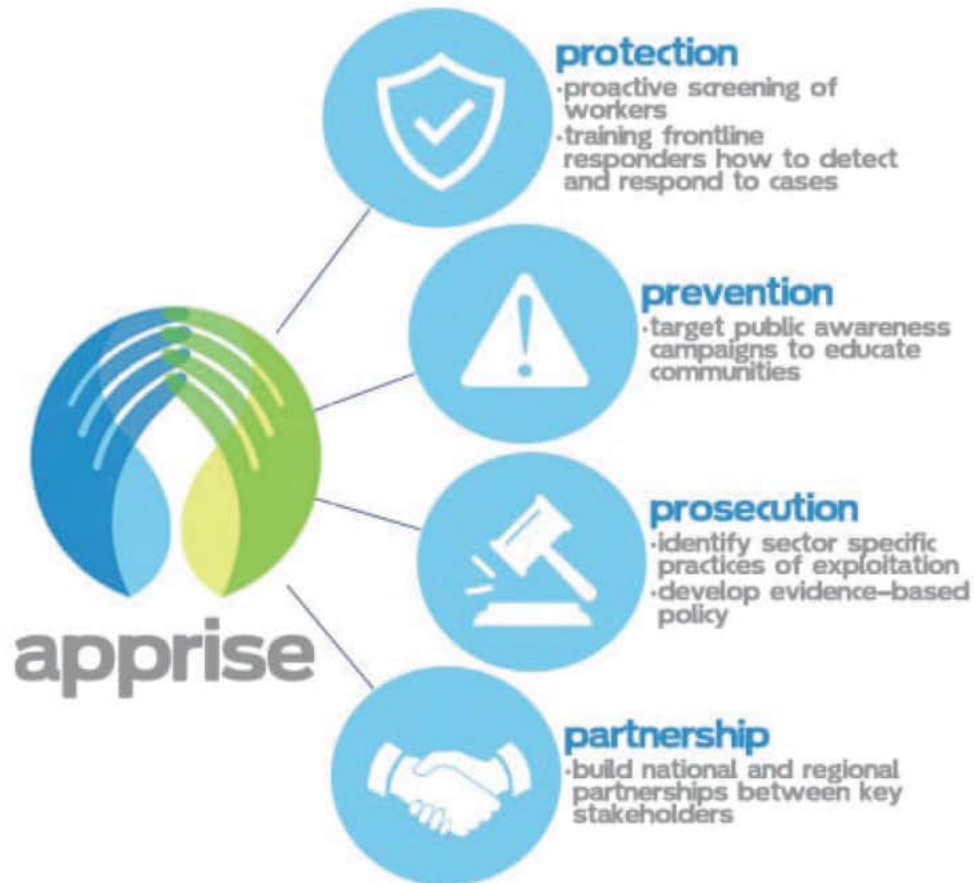 protection
·proactive screening of
workers
·training frontline
responders how to detect
and respond to cases
prevention
·target public awareness
campaigns to educate
communities
prosecution
·identify sector specific
practices of exploitation
·develop evidence-based
policy
apprise
partnership
·build national and regional
partnerships between key
stakeholders